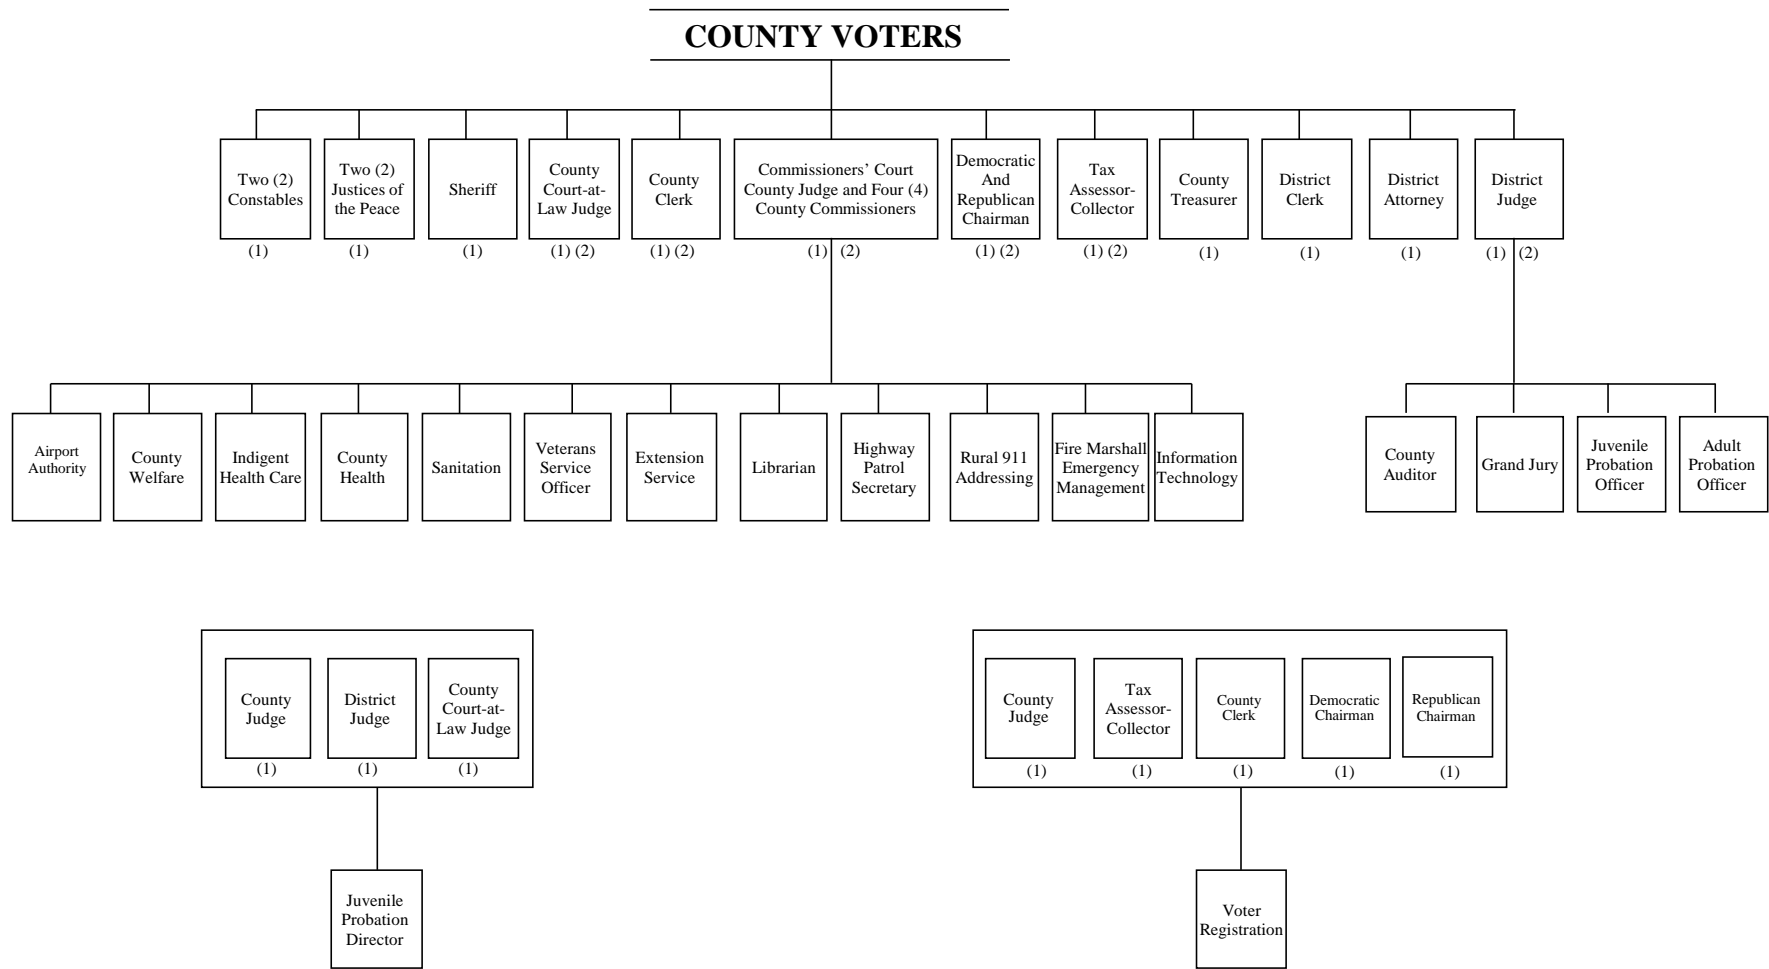 COUNTY VOTERS
Two (2)
Constables
(1)
Two (2)
Justices of
the Peace
(1)
Sheriff
(1)
County
Court-at-
Law Judge
(1) (2)
County
Clerk
(1) (2)
Commissioners’ Court
County Judge and Four (4)
County Commissioners
(1) (2)
Democratic
And
Republican
Chairman
(1) (2)
Tax
Assessor-
Collector
(1) (2)
County
Treasurer
(1)
District
Clerk
(1)
District
Attorney
(1)
District
Judge
(1) (2)
Airport
Authority
County
Welfare
Indigent
Health Care
County
Health
Sanitation
Veterans
Service
Officer
Extension
Service
Librarian
Highway
Patrol
Secretary
Rural 911
Addressing
Fire Marshall
Emergency
Management
Information
Technology
County
Auditor
Grand Jury
Juvenile
Probation
Officer
Adult
Probation
Officer
County
Judge
(1)
District
Judge
(1)
County
Court-at-
Law Judge
(1)
Juvenile
Probation
Director
County
Judge
(1)
Tax
Assessor-
Collector
(1)
County
Clerk
(1)
Democratic
Chairman
(1)
Republican
Chairman
(1)
Voter
Registration